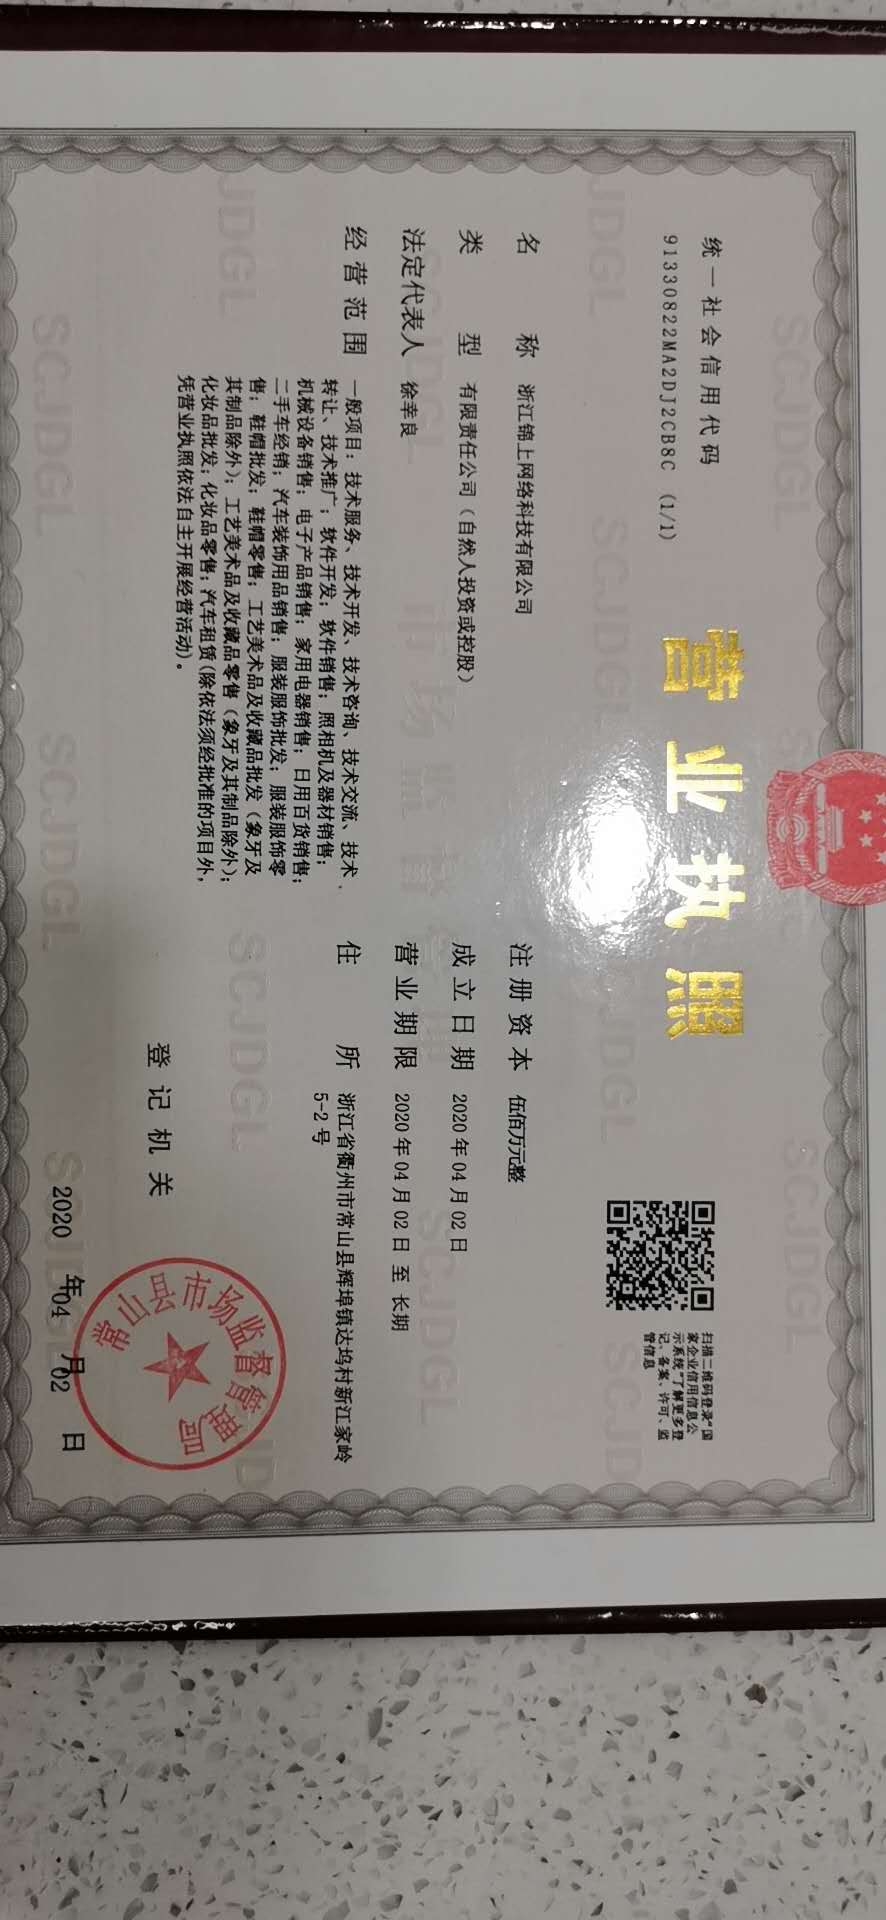 统一社会信用代码
91330822MA2DJ2CB8C (1/1)
营业执照
扫描二维码登录“国
家企业信用信息公
示系统”了解更多登
记、备案、许可、监
管信息
名称 浙江锦上网络科技有限公司
类型 有限责任公司（自然人投资或控股）
法定代表人 徐幸良
经营范围 一般项目：技术服务、技术开发、技术咨询、技术交流、技术
转让、技术推广；软件开发；软件销售；照相机及器材销售；
机械设备销售；电子产品销售；家用电器销售；日用百货销售；
二手车经销；汽车装饰用品销售；服装服饰批发；服装服饰零
售；鞋帽批发；鞋帽零售；工艺美术品及收藏品批发（象牙及
其制品除外）；工艺美术品及收藏品零售（象牙及其制品除外）；
化妆品批发；化妆品零售；汽车租赁(除依法须经批准的项目外，
凭营业执照依法自主开展经营活动)。
注册资本 伍佰万元整
成立日期 2020年04月02日
营业期限 2020年04月02日 至 长期
住所 浙江省衢州市常山县辉埠镇达坞村新江家岭
5-2号
登记机关
常山县市场监督管理局
2020 年 04 月 02 日
SCJDGL
市场监督管理